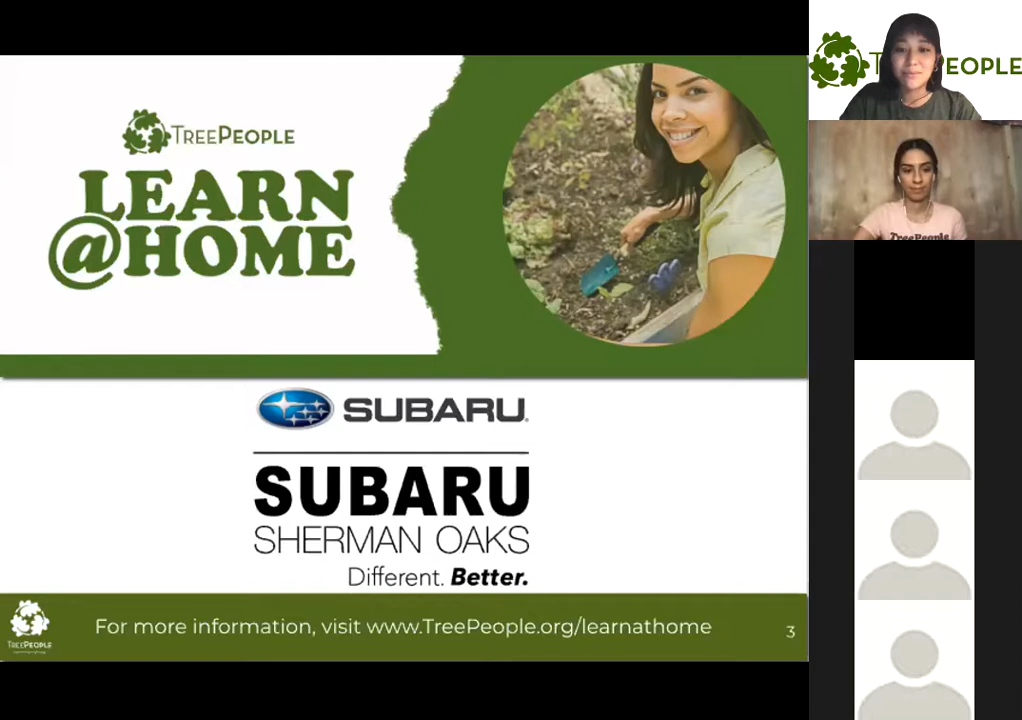 TREEPEOPLE
LEARN
@HOME
SUBARU
SUBARU
SHERMAN OAKS
Different. Better.
For more information, visit www.TreePeople.org/learnathome
3
TREEPEOPLE
T PEOPLE
TreePeople